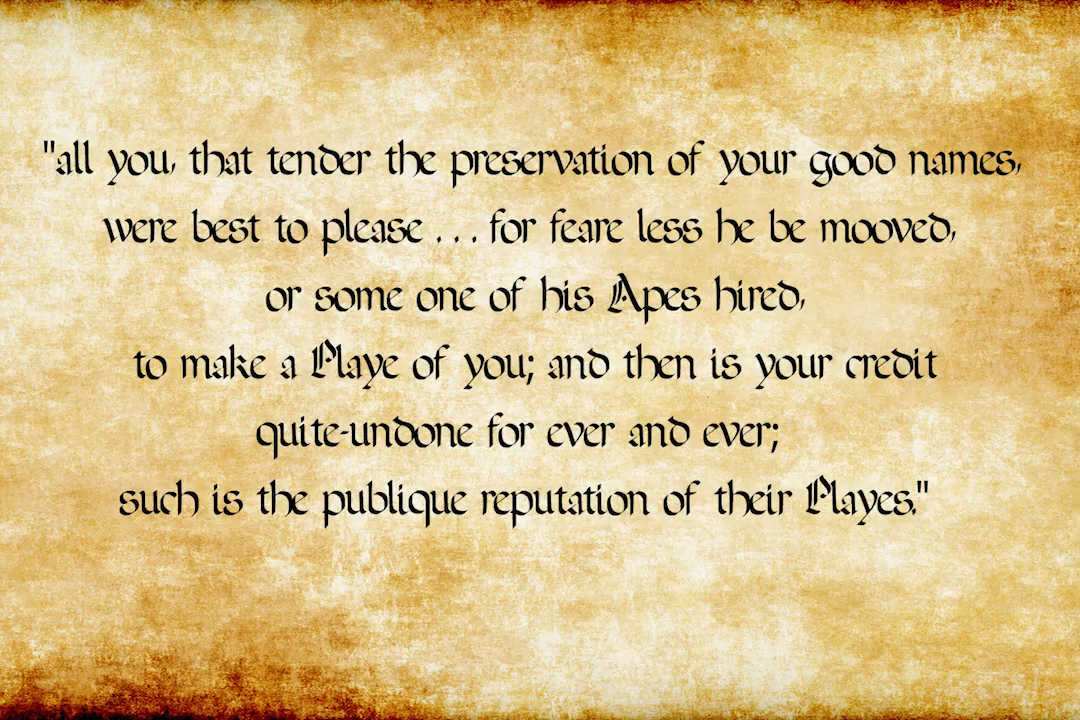 "all you, that tender the preservation of your good names,
were best to please . . . for feare less he be mooved,
or some one of his Apes hired,
to make a Playe of you; and then is your credit
quite-undone for ever and ever;
such is the publique reputation of their Playes."